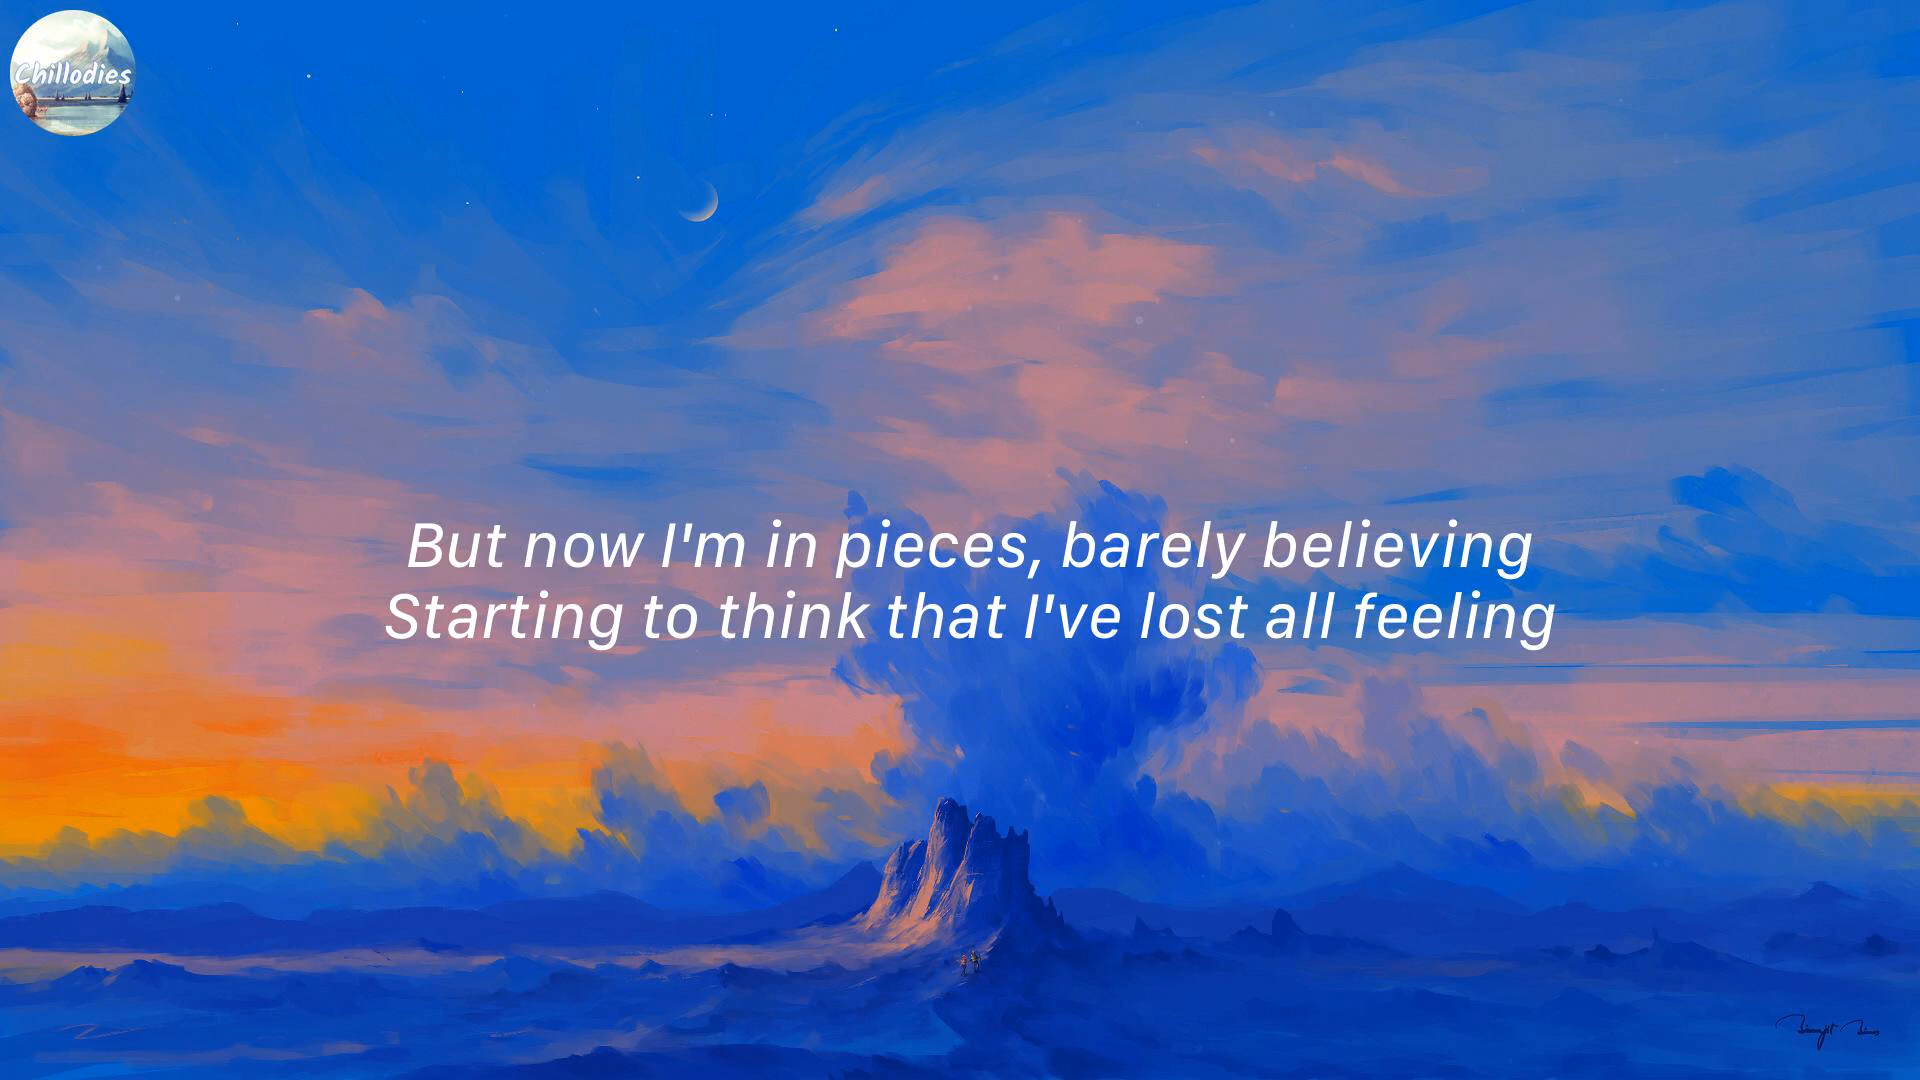 Chillodies
But now I'm in pieces, barely believing
Starting to think that I've lost all feeling